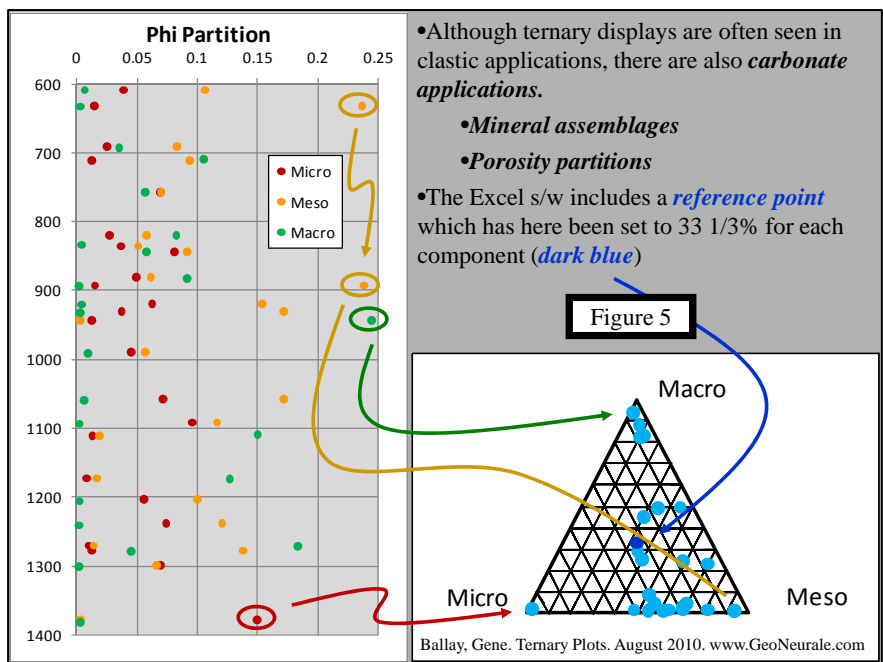 Phi Partition
0 0.05 0.1 0.15 0.2 0.25
600
700
800
900
1000
1100
1200
1300
1400
Micro
Meso
Macro
•Although ternary displays are often seen in
clastic applications, there are also carbonate
applications.
•Mineral assemblages
•Porosity partitions
•The Excel s/w includes a reference point
which has here been set to 33 1/3% for each
component (dark blue)
Figure 5
Macro
Micro
Meso
Ballay, Gene. Ternary Plots. August 2010. www.GeoNeurale.com